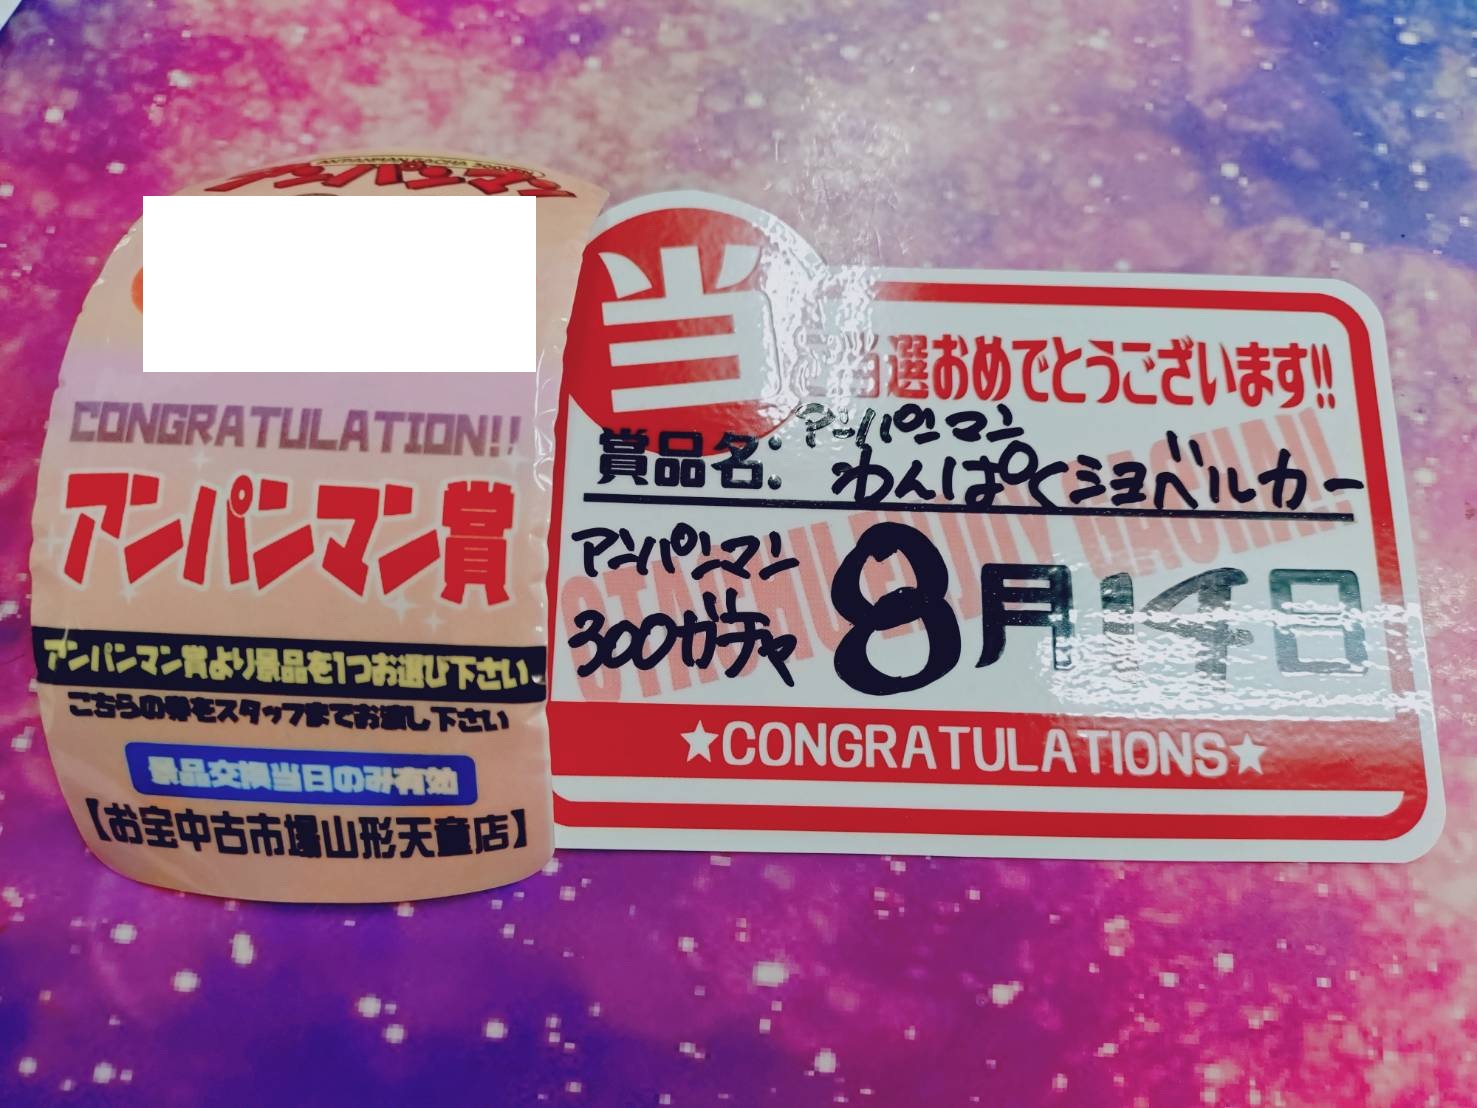 アンパンマン
CONGRATULATION!!
アンパンマン賞
アンパンマン賞より景品を1つお選び下さい
こちらの券をスタッフまでお渡し下さい
景品交換当日のみ有効
【お宝中古市場山形天童店】
当
ご当選おめでとうございます!!
賞品名:アンパンマン
わんぱくショベルカー
アンパンマン
300ガチャ
8月14日
★CONGRATULATIONS★